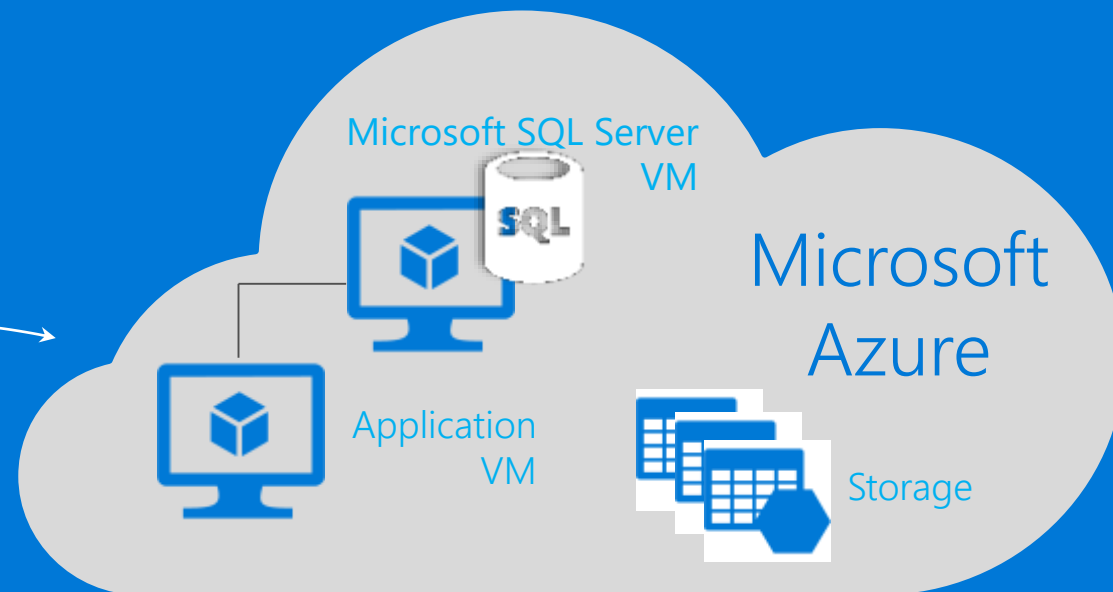 Microsoft SQL Server
VM
SQL
Microsoft
Azure
Application
VM
Storage